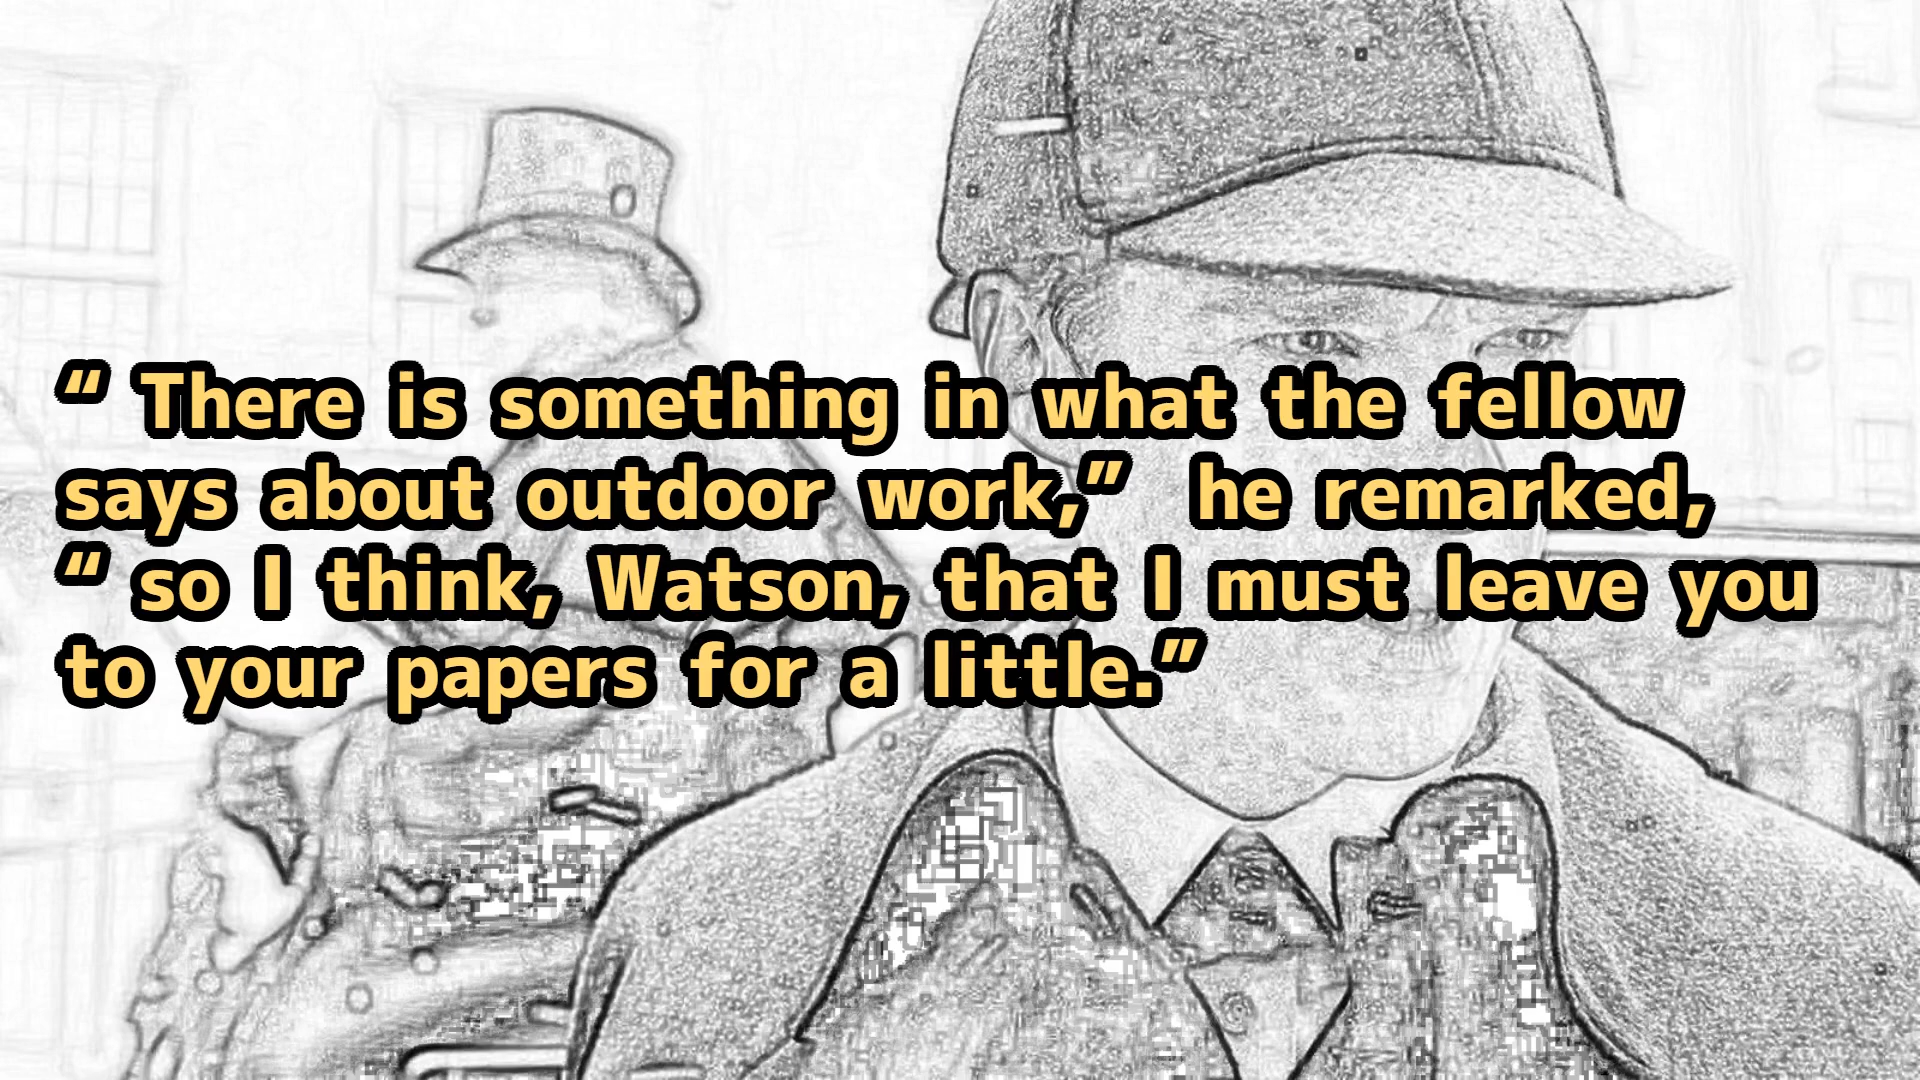 “ There is something in what the fellow
says about outdoor work,” he remarked,
“ so I think, Watson, that I must leave you
to your papers for a little.”